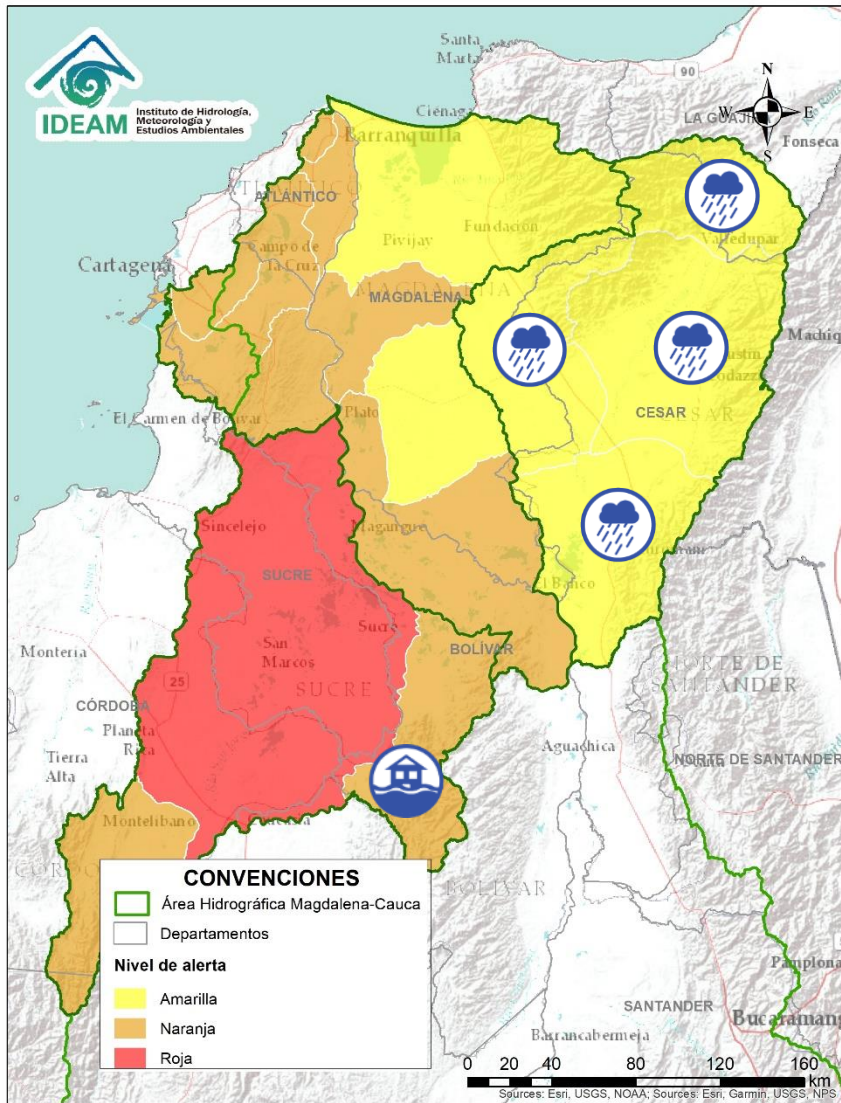 IDEAM
Instituto de Hidrología,
Meteorología y
Estudios Ambientales
Santa
Marta
90
N
W
E
S
LA GUAJIRA
Fonseca
Ciénaga
Barranquilla
ATLÁNTICO
Valledupar
Pivijay
Fundación
Campo de
la Cruz
Cartagena
MAGDALENA
CESAR
CESAR
El Carmen de Bolívar
Plato
Sincelejo
Magangue
SUCRE
El Banco
Sucre
BOLÍVAR
San
Marcos
SUCRE
Montería
25
NORTE DE
SANTANDER
CÓRDOBA
Planeta
Rica
Tierra
Alta
Aguachica
NORTE DE SANTANDER
Montelibano
Caucasia
BOLÍVAR
CONVENCIONES
Área Hidrográfica Magdalena-Cauca
Departamentos
Nivel de alerta
Amarilla
Naranja
Roja
Pamplona
SANTANDER
Barrancabermeja
0 20 40 80 120 160
km
Sources: Esri, USGS, NOAA; Sources: Esri, Garmin, USGS, NPS